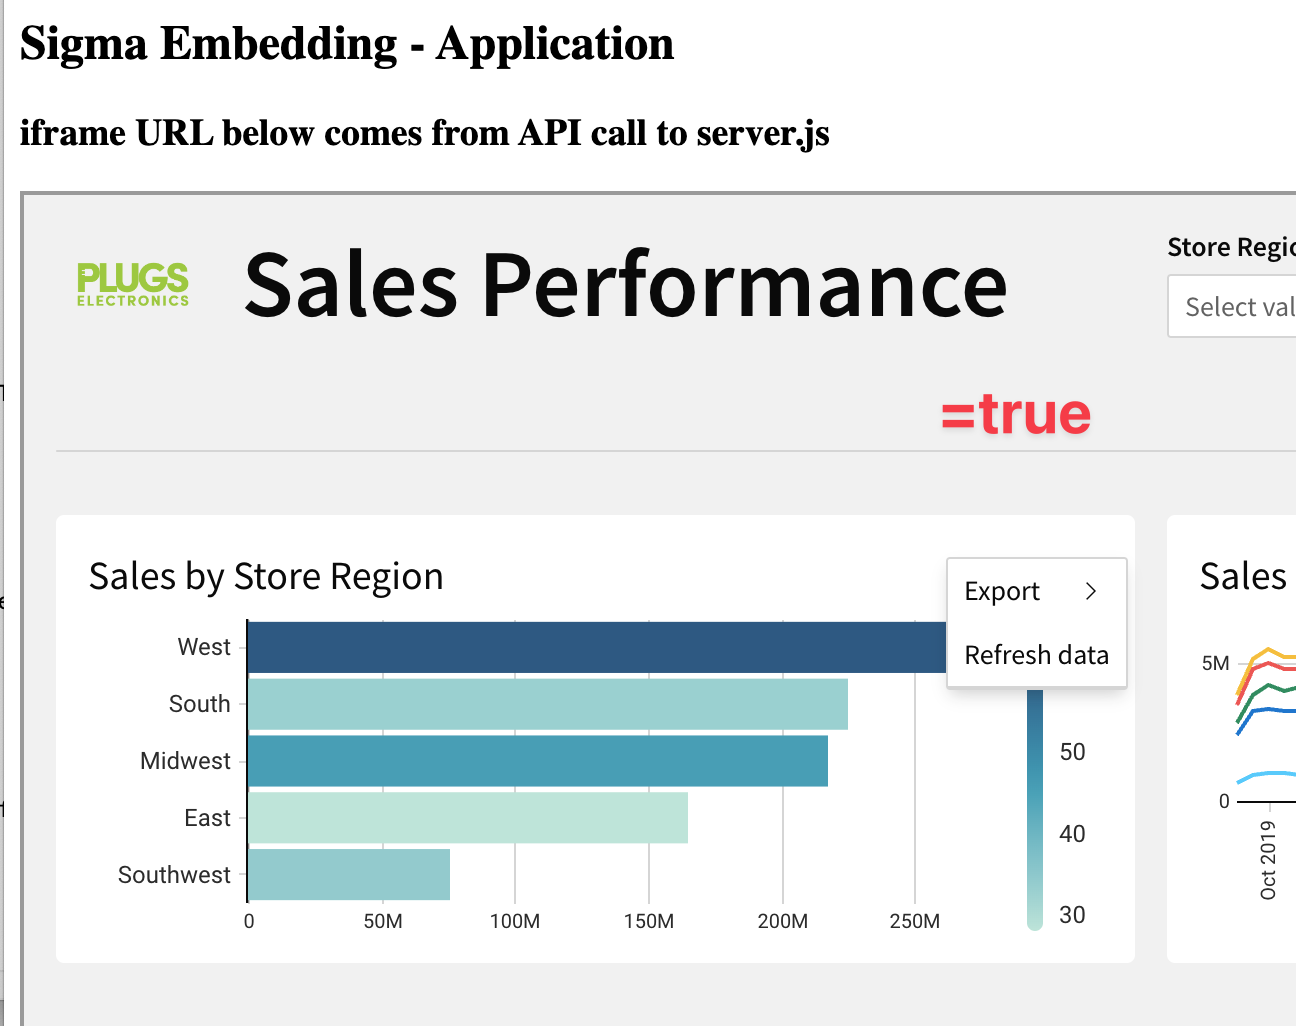 Sigma Embedding - Application
iframe URL below comes from API call to server.js
PLUGS
ELECTRONICS
Sales Performance
Store
Select
=true
Sales by Store Region
Export
Refresh data
West
South
Midwest
East
Southwest
0
50M
100M
150M
200M
250M
50
40
30
Sales
5M
0
Oct 2019